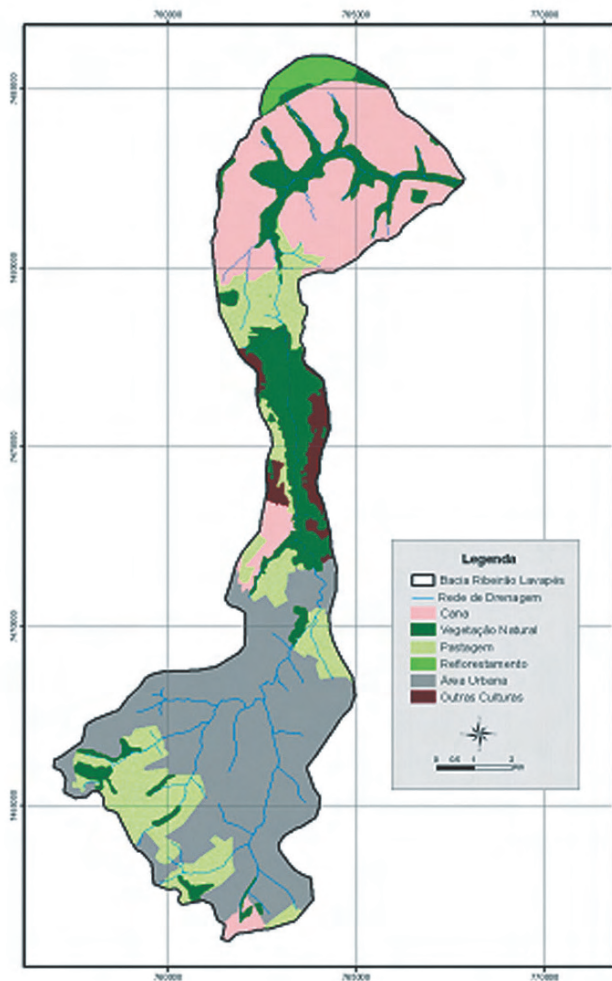 760000 765000 770000
Legenda
Bacia Ribeirão Lavapés
Rede de Drenagem
Cana
Vegetação Natural
Pastagem
Reflorestamento
Área Urbana
Outras Culturas
760000 765000 770000